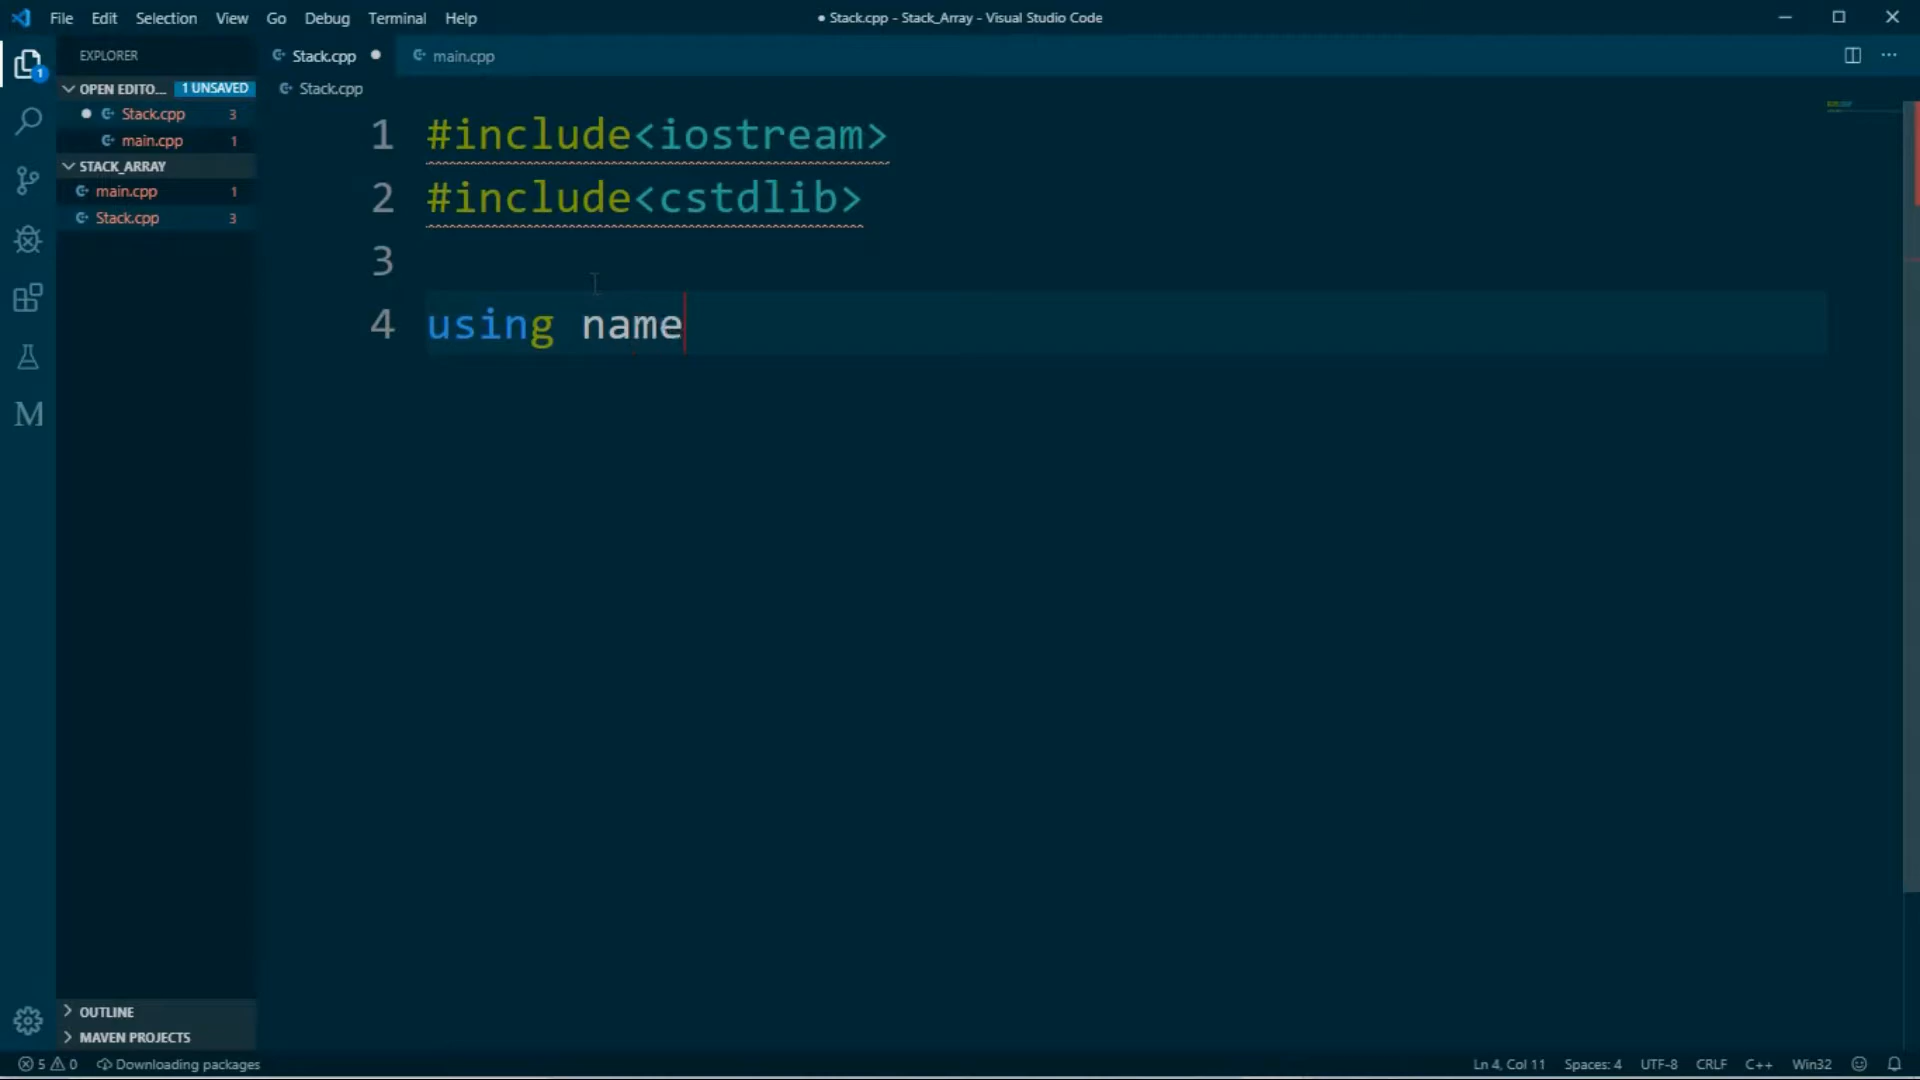 File Edit Selection View Go Debug Terminal Help
● Stack.cpp - Stack_Array - Visual Studio Code
EXPLORER
OPEN EDITO... 1 UNSAVED
Stack.cpp 3
main.cpp 1
STACK_ARRAY
main.cpp 1
Stack.cpp 3
OUTLINE
MAVEN PROJECTS
Stack.cpp
main.cpp
Stack.cpp
1 #include<iostream>
2 #include<cstdlib>
3
4 using name
M
1
5 0 Downloading packages
Ln 4, Col 11 Spaces: 4 UTF-8 CRLF C++ Win32